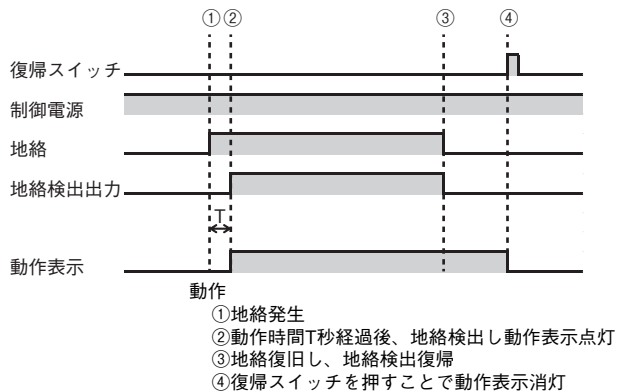 ①② ③ ④
復帰スイッチ
制御電源
地絡
地絡検出出力
T
動作表示
動作
①地絡発生
②動作時間T秒経過後、地絡検出し動作表示点灯
③地絡復旧し、地絡検出復帰
④復帰スイッチを押すことで動作表示消灯